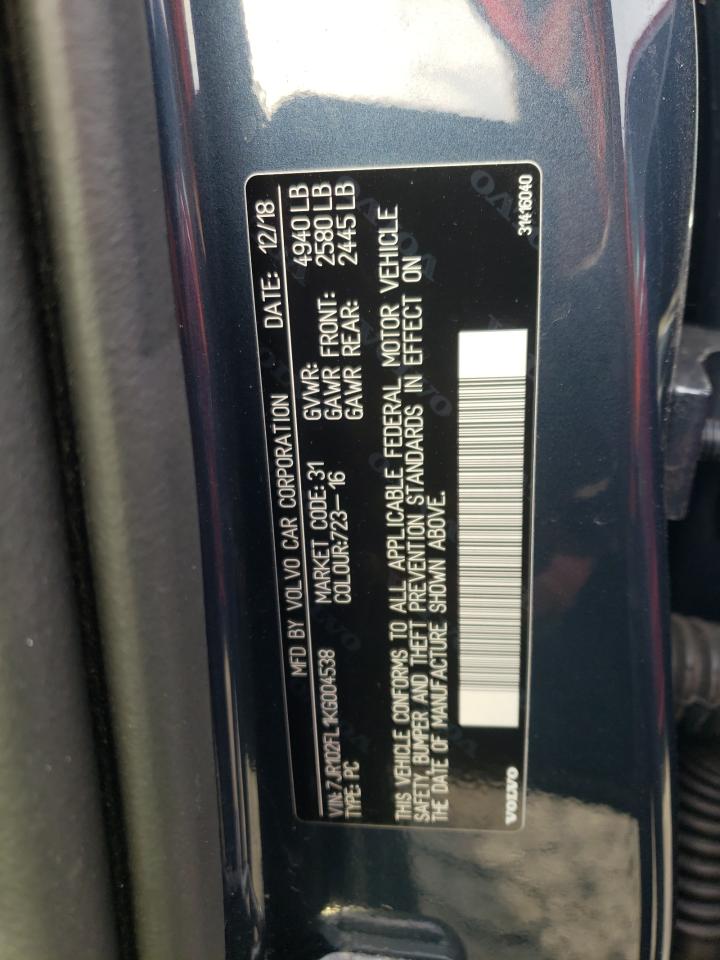 MFD BY VOLVO CAR CORPORATION DATE: 12/18
VIN: 7JR102FL1KG004538 MARKET CODE: 31 GVWR: 4940 LB
TYPE: PC COLOUR:723-16 GAWR FRONT: 2580 LB
GAWR REAR: 2445 LB
THIS VEHICLE CONFORMS TO ALL APPLICABLE FEDERAL MOTOR VEHICLE
SAFETY, BUMPER AND THEFT PREVENTION STANDARDS IN EFFECT ON
THE DATE OF MANUFACTURE SHOWN ABOVE.
VOLVO 31416040